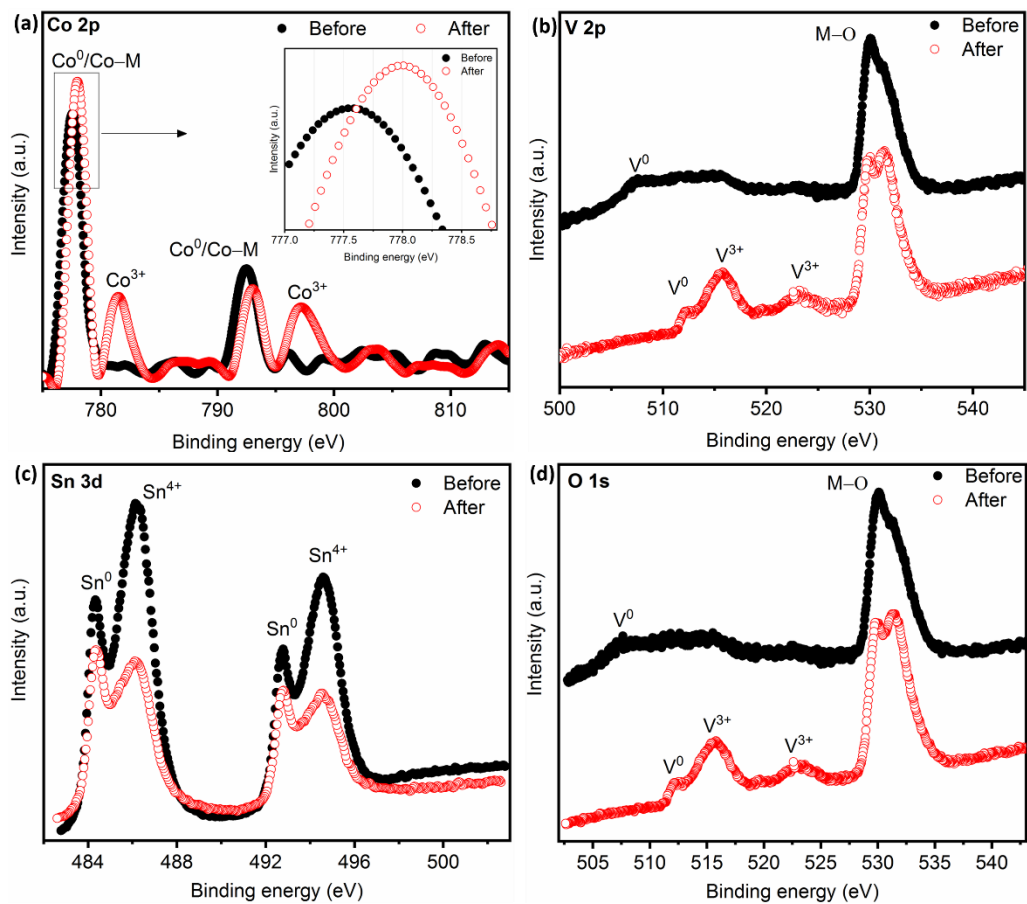 (a) Co 2p
Before After
Co⁰/Co–M
Before
After
Intensity (a.u.)
777.0 777.5 778.0 778.5
Binding energy (eV)
Co³⁺
Co⁰/Co–M
Co³⁺
Intensity (a.u.)
780 790 800 810
Binding energy (eV)
(b) V 2p
Before
After
M–O
V⁰
V⁰
V³⁺
V³⁺
Intensity (a.u.)
500 510 520 530 540
Binding energy (eV)
(c) Sn 3d
Before
After
Sn⁴⁺
Sn⁰
Sn⁴⁺
Sn⁰
Intensity (a.u.)
484 488 492 496 500
Binding energy (eV)
(d) O 1s
Before
After
M–O
V⁰
V³⁺
V⁰
V³⁺
Intensity (a.u.)
505 510 515 520 525 530 535 540
Binding energy (eV)